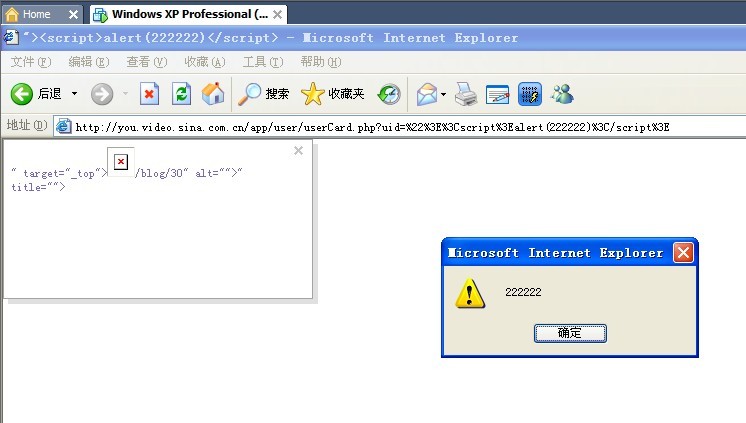 Home
Windows XP Professional (...
"><script>alert(222222)</script> - Microsoft Internet Explorer
文件(F) 编辑(E) 查看(V) 收藏(A) 工具(T) 帮助(H)
后退 搜索 收藏夹
地址(D) http://you.video.sina.com.cn/app/user/userCard.php?uid=%22%3E%3Cscript%3Ealert(222222)%3C/script%3E
" target="_top"> /blog/30" alt="">"
title="">
Microsoft Internet Explorer
222222
确定